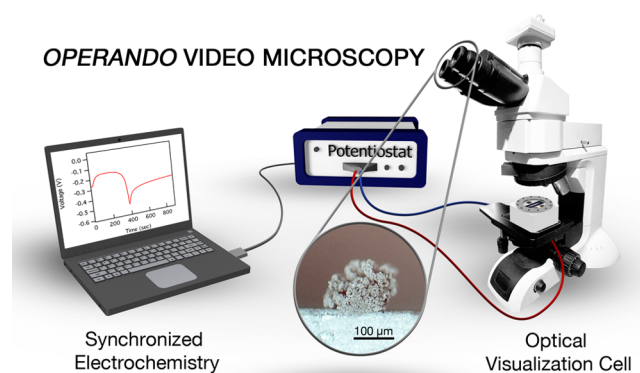 OPERANDO VIDEO MICROSCOPY
Potentiostat
Voltage (V)
0.0
-0.1
-0.2
-0.3
-0.4
-0.5
-0.6
0 200 400 600 800
Time (sec)
100 µm
Synchronized
Electrochemistry
Optical
Visualization Cell